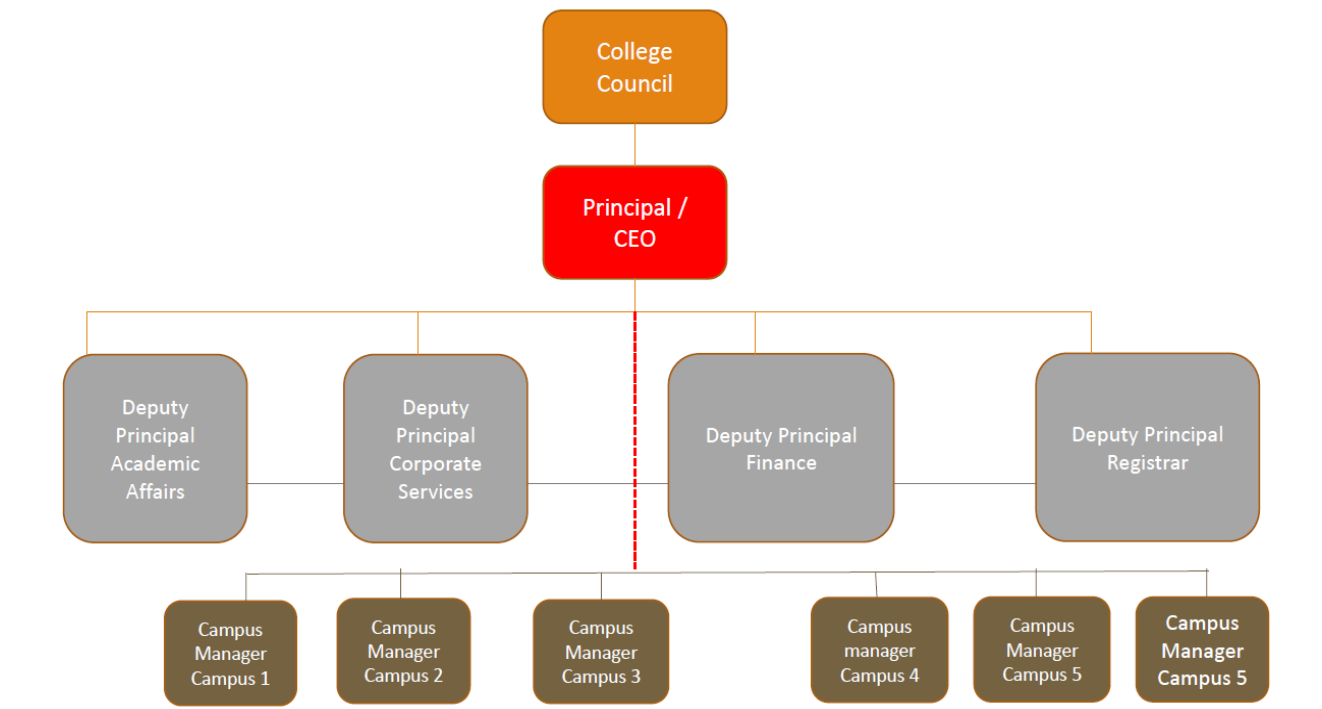 College
Council
Principal /
CEO
Deputy
Principal
Academic
Affairs
Deputy
Principal
Corporate
Services
Deputy Principal
Finance
Deputy Principal
Registrar
Campus
Manager
Campus 1
Campus
Manager
Campus 2
Campus
Manager
Campus 3
Campus
manager
Campus 4
Campus
Manager
Campus 5
Campus
Manager
Campus 5